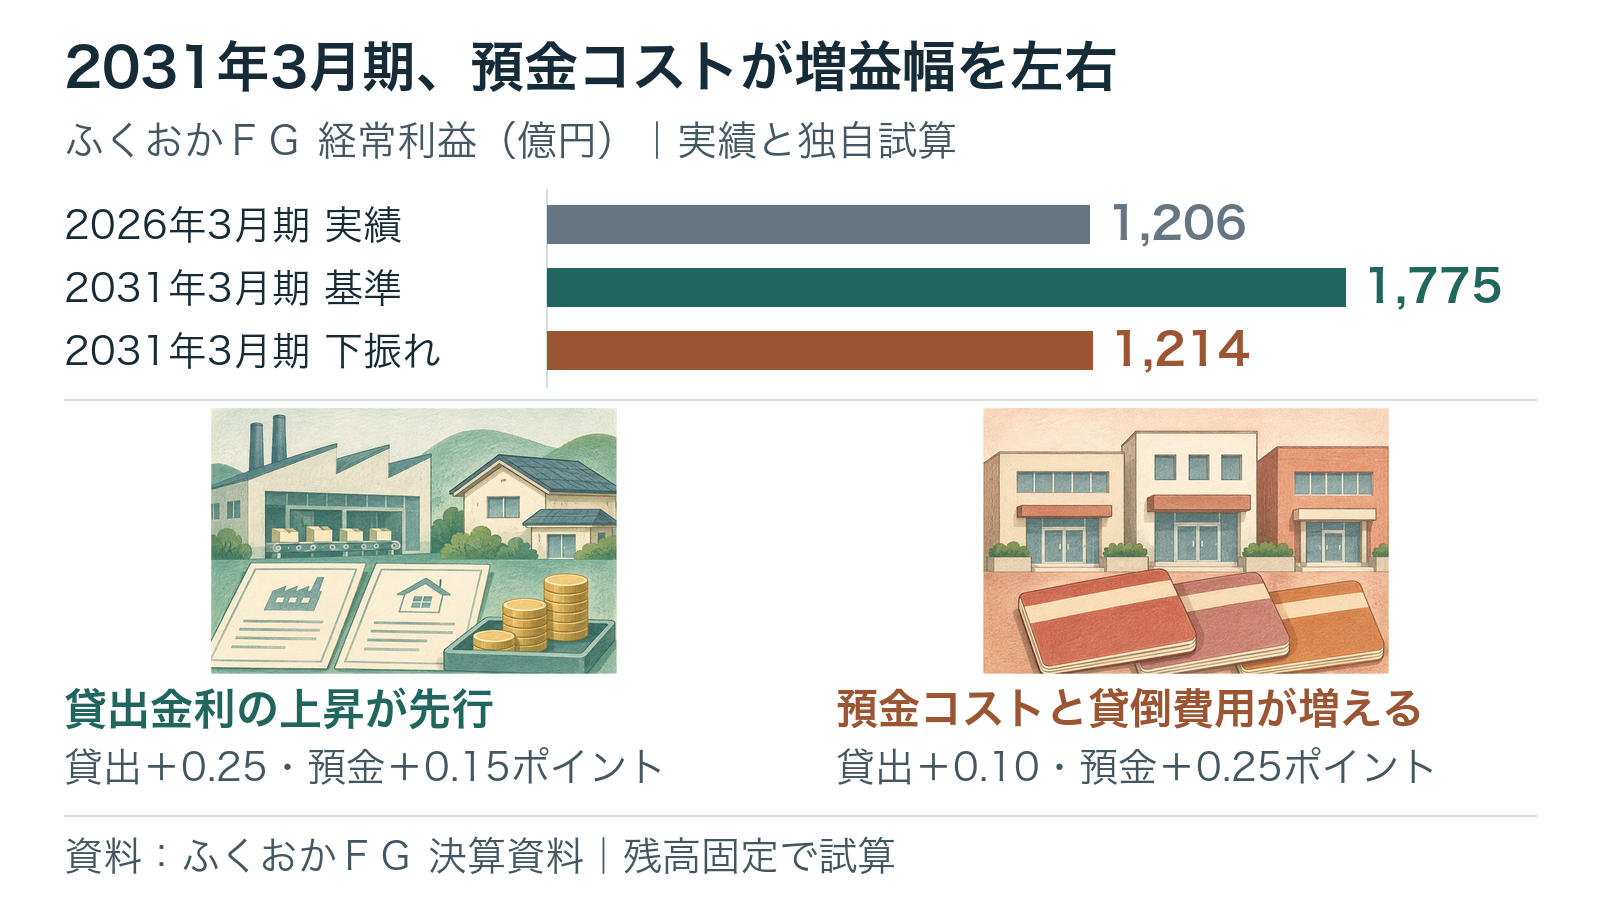 2031年3月期、預金コストが増益幅を左右
ふくおかＦＧ 経常利益（億円）｜実績と独自試算
2026年3月期 実績 1,206
2031年3月期 基準 1,775
2031年3月期 下振れ 1,214
貸出金利の上昇が先行
貸出＋0.25・預金＋0.15ポイント
預金コストと貸倒費用が増える
貸出＋0.10・預金＋0.25ポイント
資料：ふくおかＦＧ 決算資料｜残高固定で試算